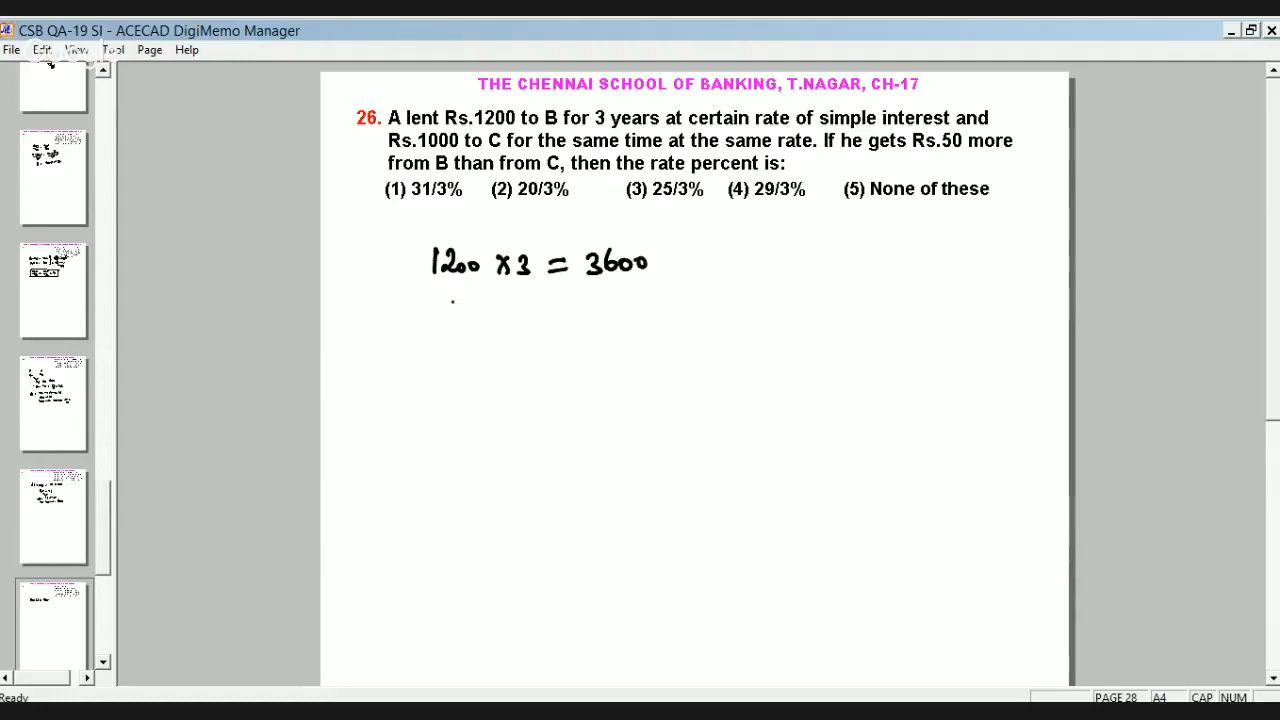 CSB QA-19 SI - ACECAD DigiMemo Manager
File Edit View Tool Page Help
THE CHENNAI SCHOOL OF BANKING, T.NAGAR, CH-17
26. A lent Rs.1200 to B for 3 years at certain rate of simple interest and
Rs.1000 to C for the same time at the same rate. If he gets Rs.50 more
from B than from C, then the rate percent is:
(1) 31/3% (2) 20/3% (3) 25/3% (4) 29/3% (5) None of these
1200 × 3 = 3600
Ready PAGE 28 A4 CAP NUM